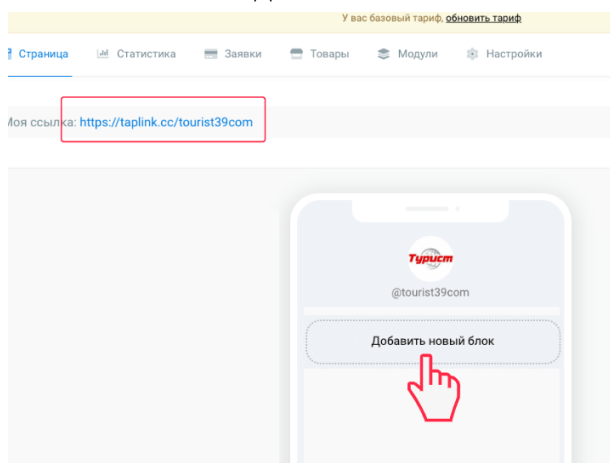 У вас базовый тариф, обновить тариф
Страница Статистика Заявки Товары Модули Настройки
Моя ссылка: https://taplink.cc/tourist39com
Турист
@tourist39com
Добавить новый блок